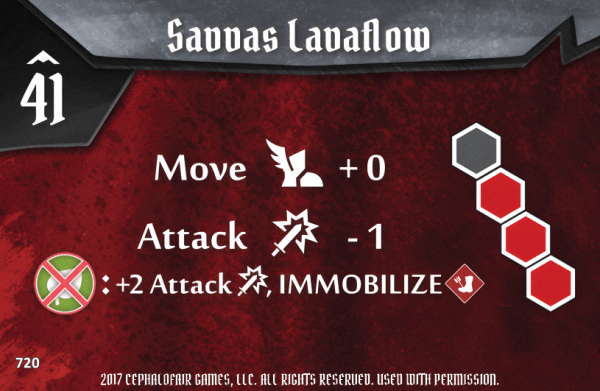 Savvas Lavaflow
41
Move + 0
Attack - 1
: +2 Attack , IMMOBILIZE
720
2017 CEPHALOFAIR GAMES, LLC. ALL RIGHTS RESERVED. USED WITH PERMISSION.